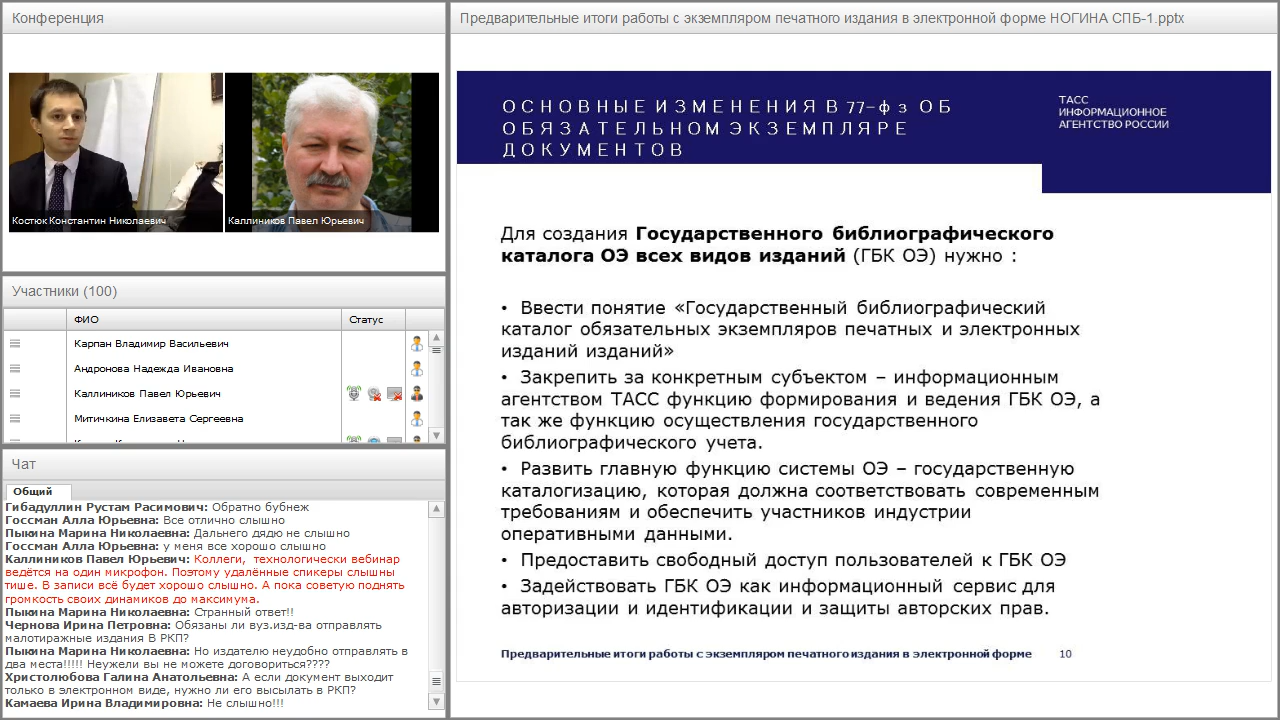 Конференция
Костюк Константин Николаевич
Каллиников Павел Юрьевич
Участники (100)
ФИО
Статус
Карпан Владимир Васильевич
Андронова Надежда Ивановна
Каллиников Павел Юрьевич
Митичкина Елизавета Сергеевна
Чат
Общий
Гибадуллин Рустам Расимович: Обратно бубнеж
Госсман Алла Юрьевна: Все отлично слышно
Пыкина Марина Николаевна: Дальнего дядю не слышно
Госсман Алла Юрьевна: у меня все хорошо слышно
Каллиников Павел Юрьевич: Коллеги, технологически вебинар
ведётся на один микрофон. Поэтому удалённые спикеры слышны
тише. В записи всё будет хорошо слышно. А пока советую поднять
громкость своих динамиков до максимума.
Пыкина Марина Николаевна: Странный ответ!!
Чернова Ирина Петровна: Обязаны ли вуз.изд-ва отправлять
малотиражные издания В РКП?
Пыкина Марина Николаевна: Но издателю неудобно отправлять в
два места!!!!! Неужели вы не можете договориться????
Христолюбова Галина Анатольевна: А если документ выходит
только в электронном виде, нужно ли его высылать в РКП?
Камаева Ирина Владимировна: Не слышно!!!
Предварительные итоги работы с экземпляром печатного издания в электронной форме НОГИНА СПБ-1.pptx
ОСНОВНЫЕ ИЗМЕНЕНИЯ В 77-ф з ОБ
ОБЯЗАТЕЛЬНОМ ЭКЗЕМПЛЯРЕ
ДОКУМЕНТОВ
ТАСС
ИНФОРМАЦИОННОЕ
АГЕНТСТВО РОССИИ
Для создания Государственного библиографического
каталога ОЭ всех видов изданий (ГБК ОЭ) нужно :
• Ввести понятие «Государственный библиографический
каталог обязательных экземпляров печатных и электронных
изданий изданий»
• Закрепить за конкретным субъектом – информационным
агентством ТАСС функцию формирования и ведения ГБК ОЭ, а
так же функцию осуществления государственного
библиографического учета.
• Развить главную функцию системы ОЭ – государственную
каталогизацию, которая должна соответствовать современным
требованиям и обеспечить участников индустрии
оперативными данными.
• Предоставить свободный доступ пользователей к ГБК ОЭ
• Задействовать ГБК ОЭ как информационный сервис для
авторизации и идентификации и защиты авторских прав.
Предварительные итоги работы с экземпляром печатного издания в электронной форме 10